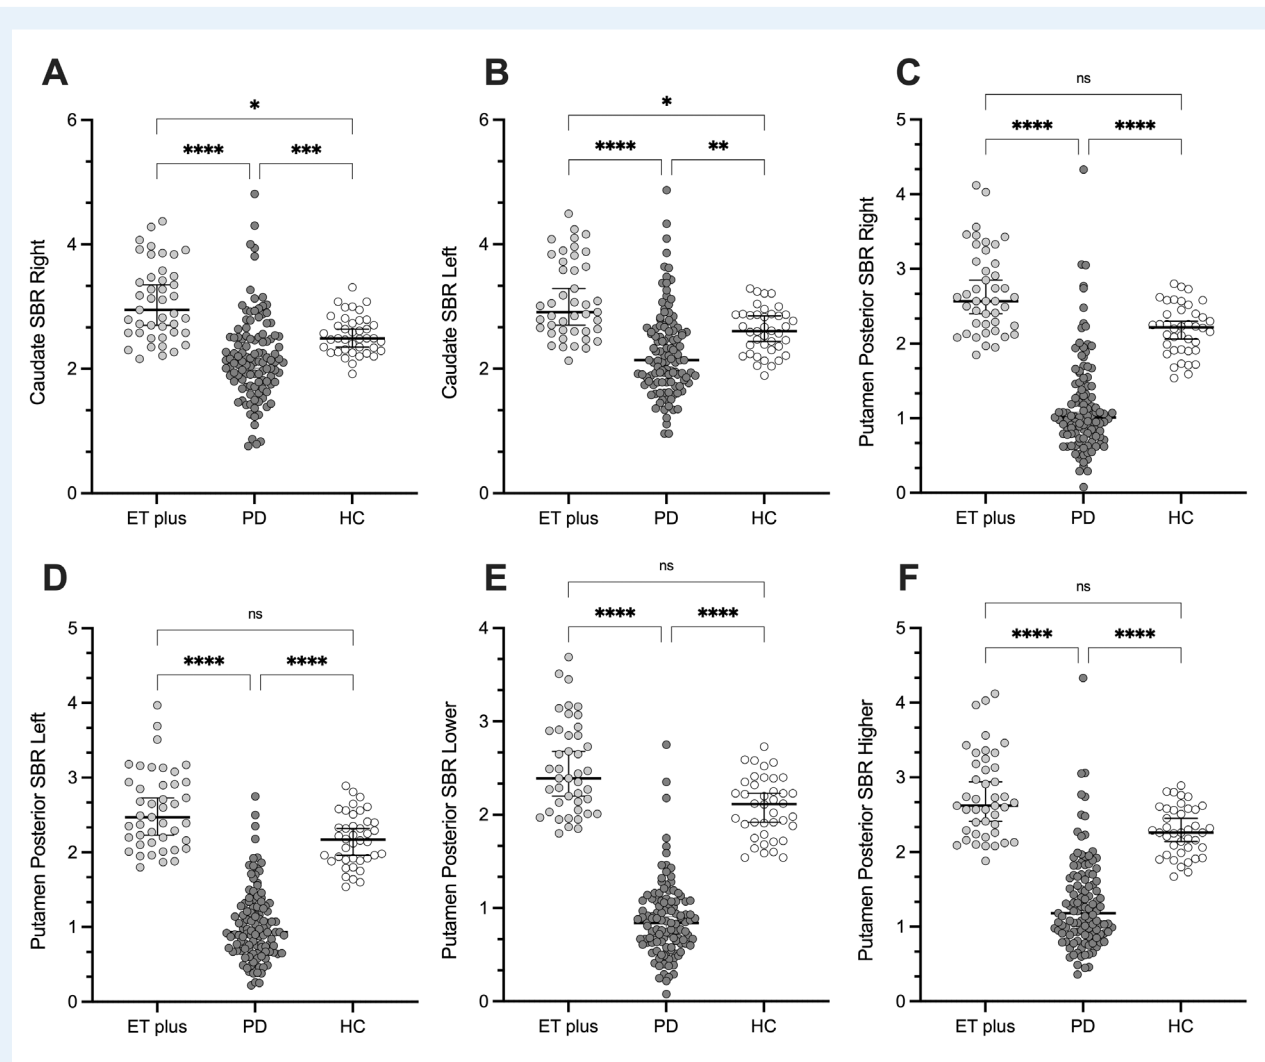 A
*
**** ***
6
4
2
0
Caudate SBR Right
ET plus PD HC
B
*
**** **
6
4
2
0
Caudate SBR Left
ET plus PD HC
C
ns
**** ****
5
4
3
2
1
0
Putamen Posterior SBR Right
ET plus PD HC
D
ns
**** ****
5
4
3
2
1
0
Putamen Posterior SBR Left
ET plus PD HC
E
ns
**** ****
4
3
2
1
0
Putamen Posterior SBR Lower
ET plus PD HC
F
ns
**** ****
5
4
3
2
1
0
Putamen Posterior SBR Higher
ET plus PD HC